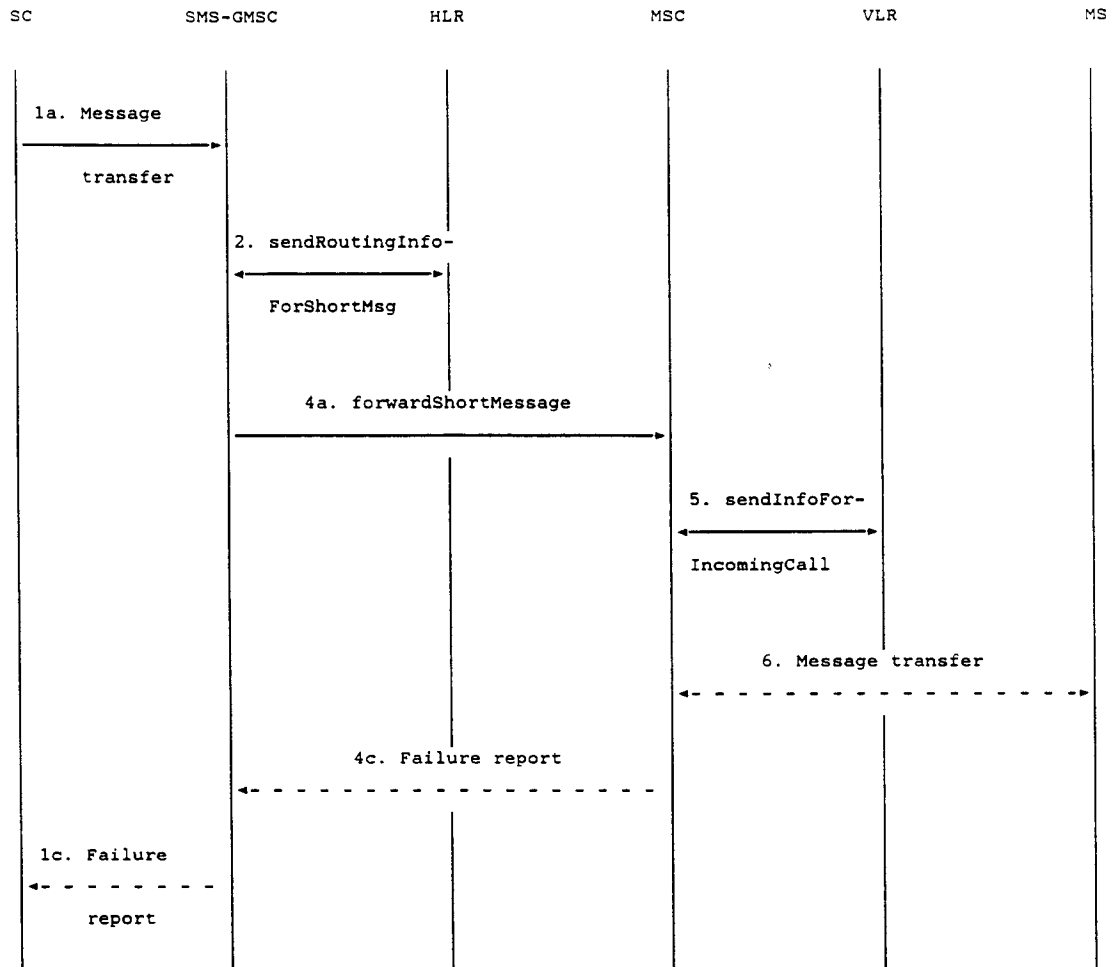 SC SMS-GMSC HLR MSC VLR MS
1a. Message
transfer
2. sendRoutingInfo-
ForShortMsg
4a. forwardShortMessage
5. sendInfoFor-
IncomingCall
6. Message transfer
4c. Failure report
1c. Failure
report